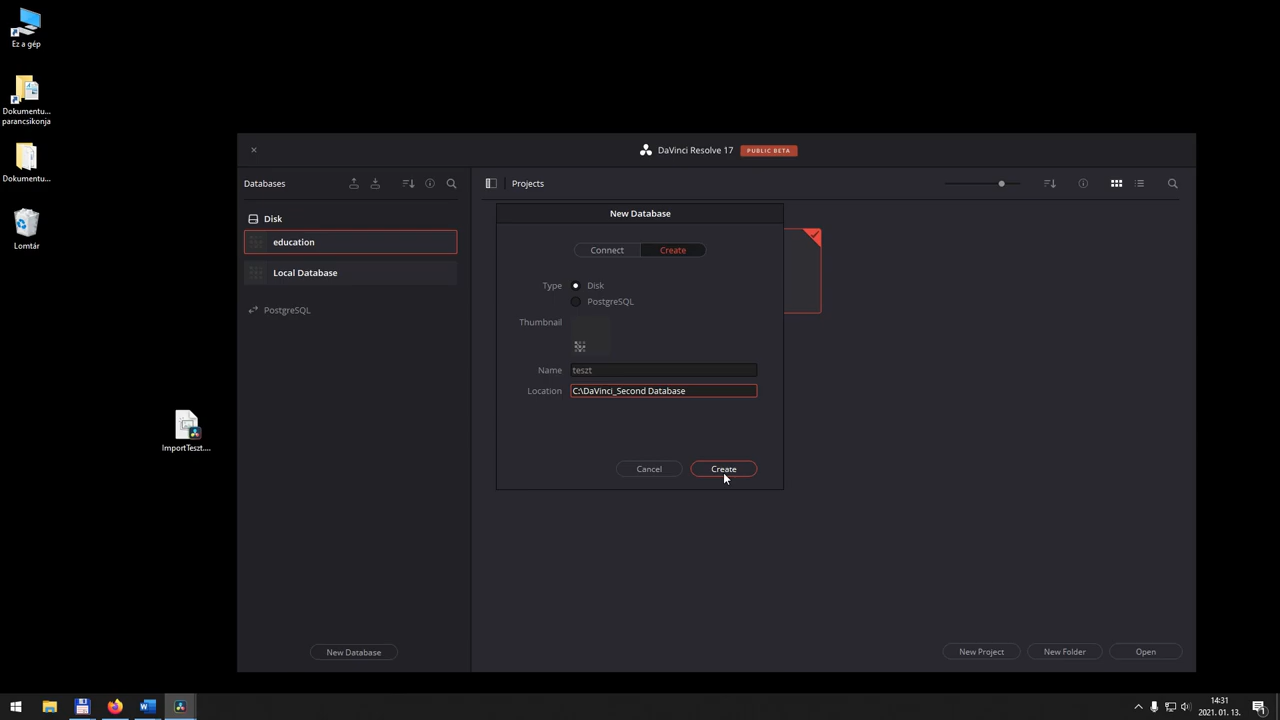 Ez a gép
Dokumentu...
parancsikonja
Dokumentu...
Lomtár
ImportTeszt....
DaVinci Resolve 17 PUBLIC BETA
Databases
Projects
Disk
education
Local Database
PostgreSQL
New Database
Connect Create
Type Disk
PostgreSQL
Thumbnail
Name teszt
Location C:\DaVinci_Second Database
Cancel Create
New Database
New Project New Folder Open
14:31
2021. 01. 13.